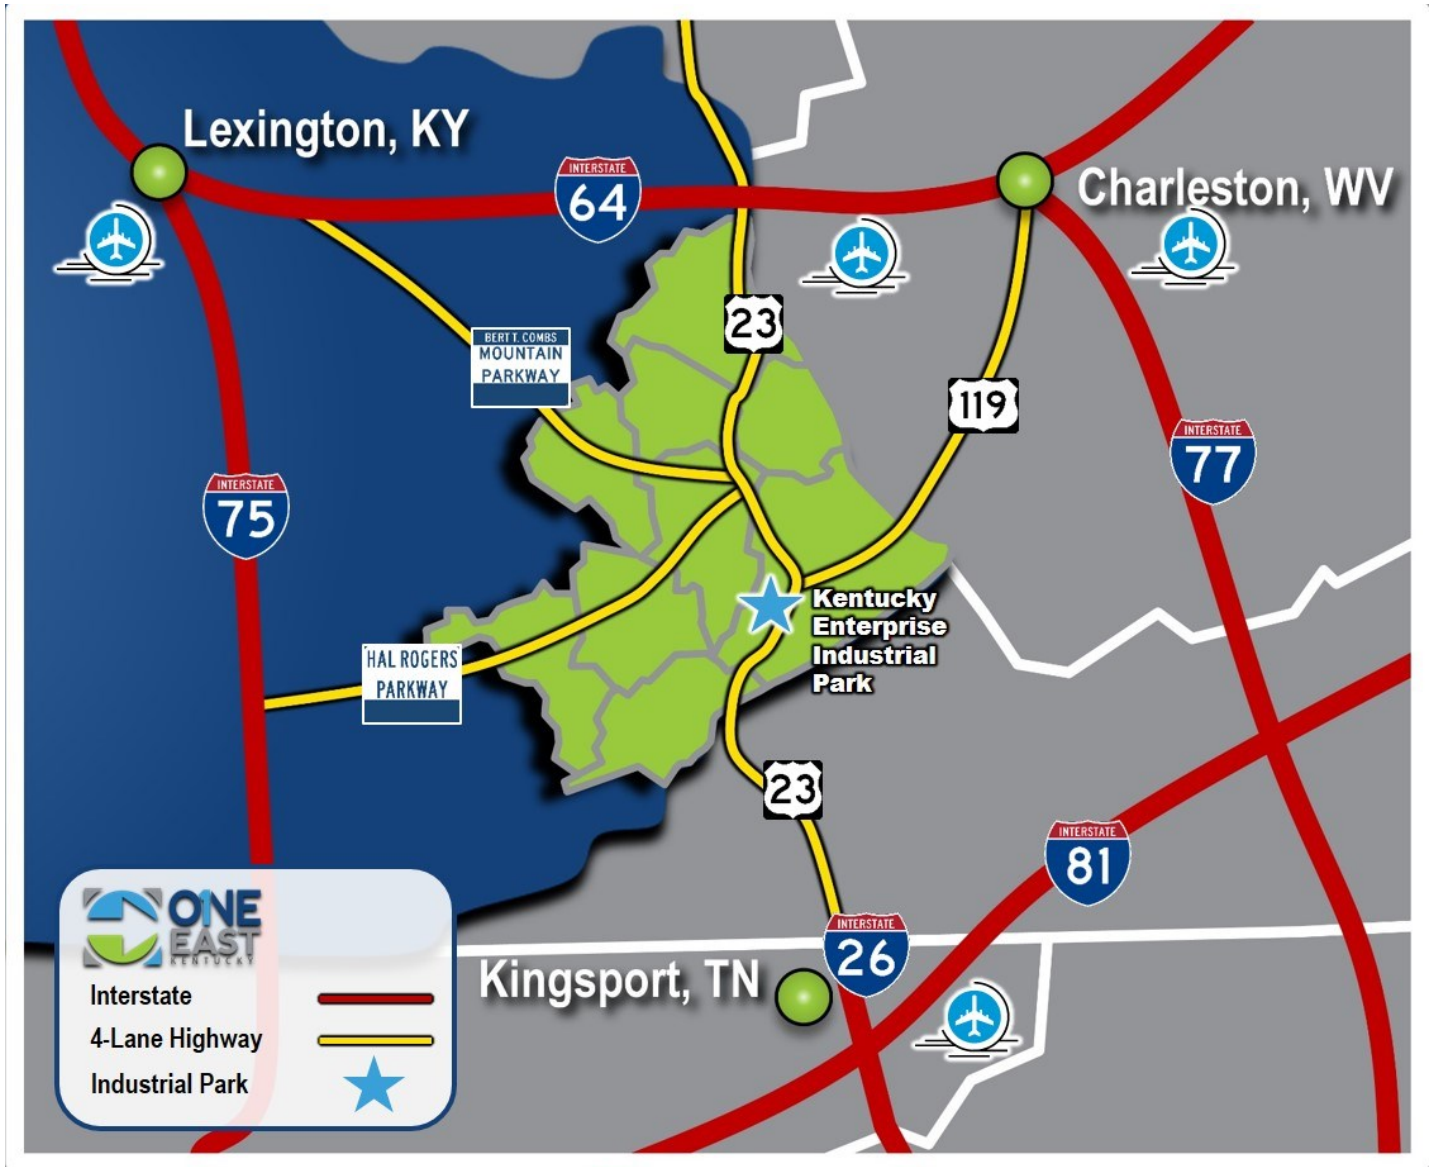 Lexington, KY
INTERSTATE
64
Charleston, WV
23
BERT T. COMBS
MOUNTAIN
PARKWAY
119
INTERSTATE
77
INTERSTATE
75
Kentucky
Enterprise
Industrial
Park
HAL ROGERS
PARKWAY
23
INTERSTATE
81
INTERSTATE
26
Kingsport, TN
ONE
EAST
KENTUCKY
Interstate
4-Lane Highway
Industrial Park